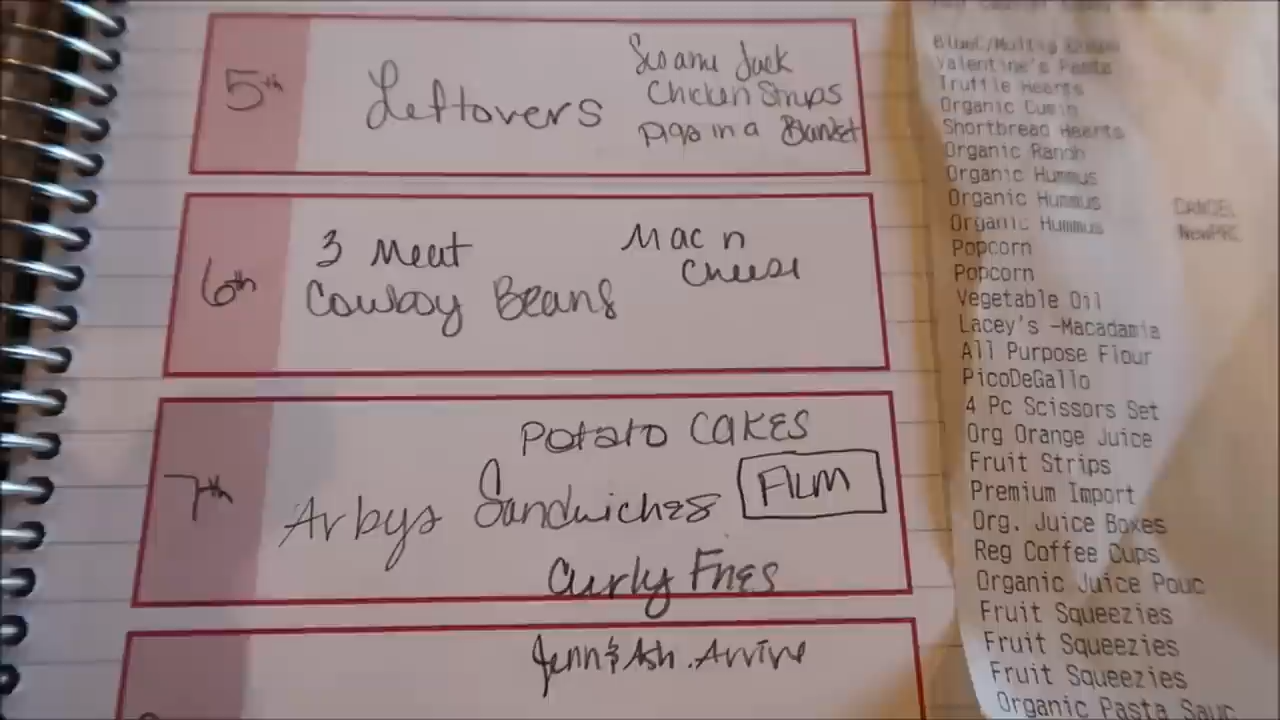 5th
Leftovers
Jack
Chicken Strips
pigs in a Blanket
6th
3 Meat
Cowboy Beans
Mac n
Cheese
7th
Potato CAKES
Arbys Sandwiches
FILM
Curly Fries
Jenn & Ash. Arrive
Valentine's Pasta
Truffle Hearts
Organic Cumin
Shortbread Hearts
Organic Ranch
Organic Hummus
Organic Hummus CANCEL
Organic Hummus NewPRC
Popcorn
Popcorn
Vegetable Oil
Lacey's -Macadamia
All Purpose Flour
PicoDeGallo
4 Pc Scissors Set
Org Orange Juice
Fruit Strips
Premium Import
Org. Juice Boxes
Reg Coffee Cups
Organic Juice Pouc
Fruit Squeezies
Fruit Squeezies
Fruit Squeezies
Organic Pasta Sauc